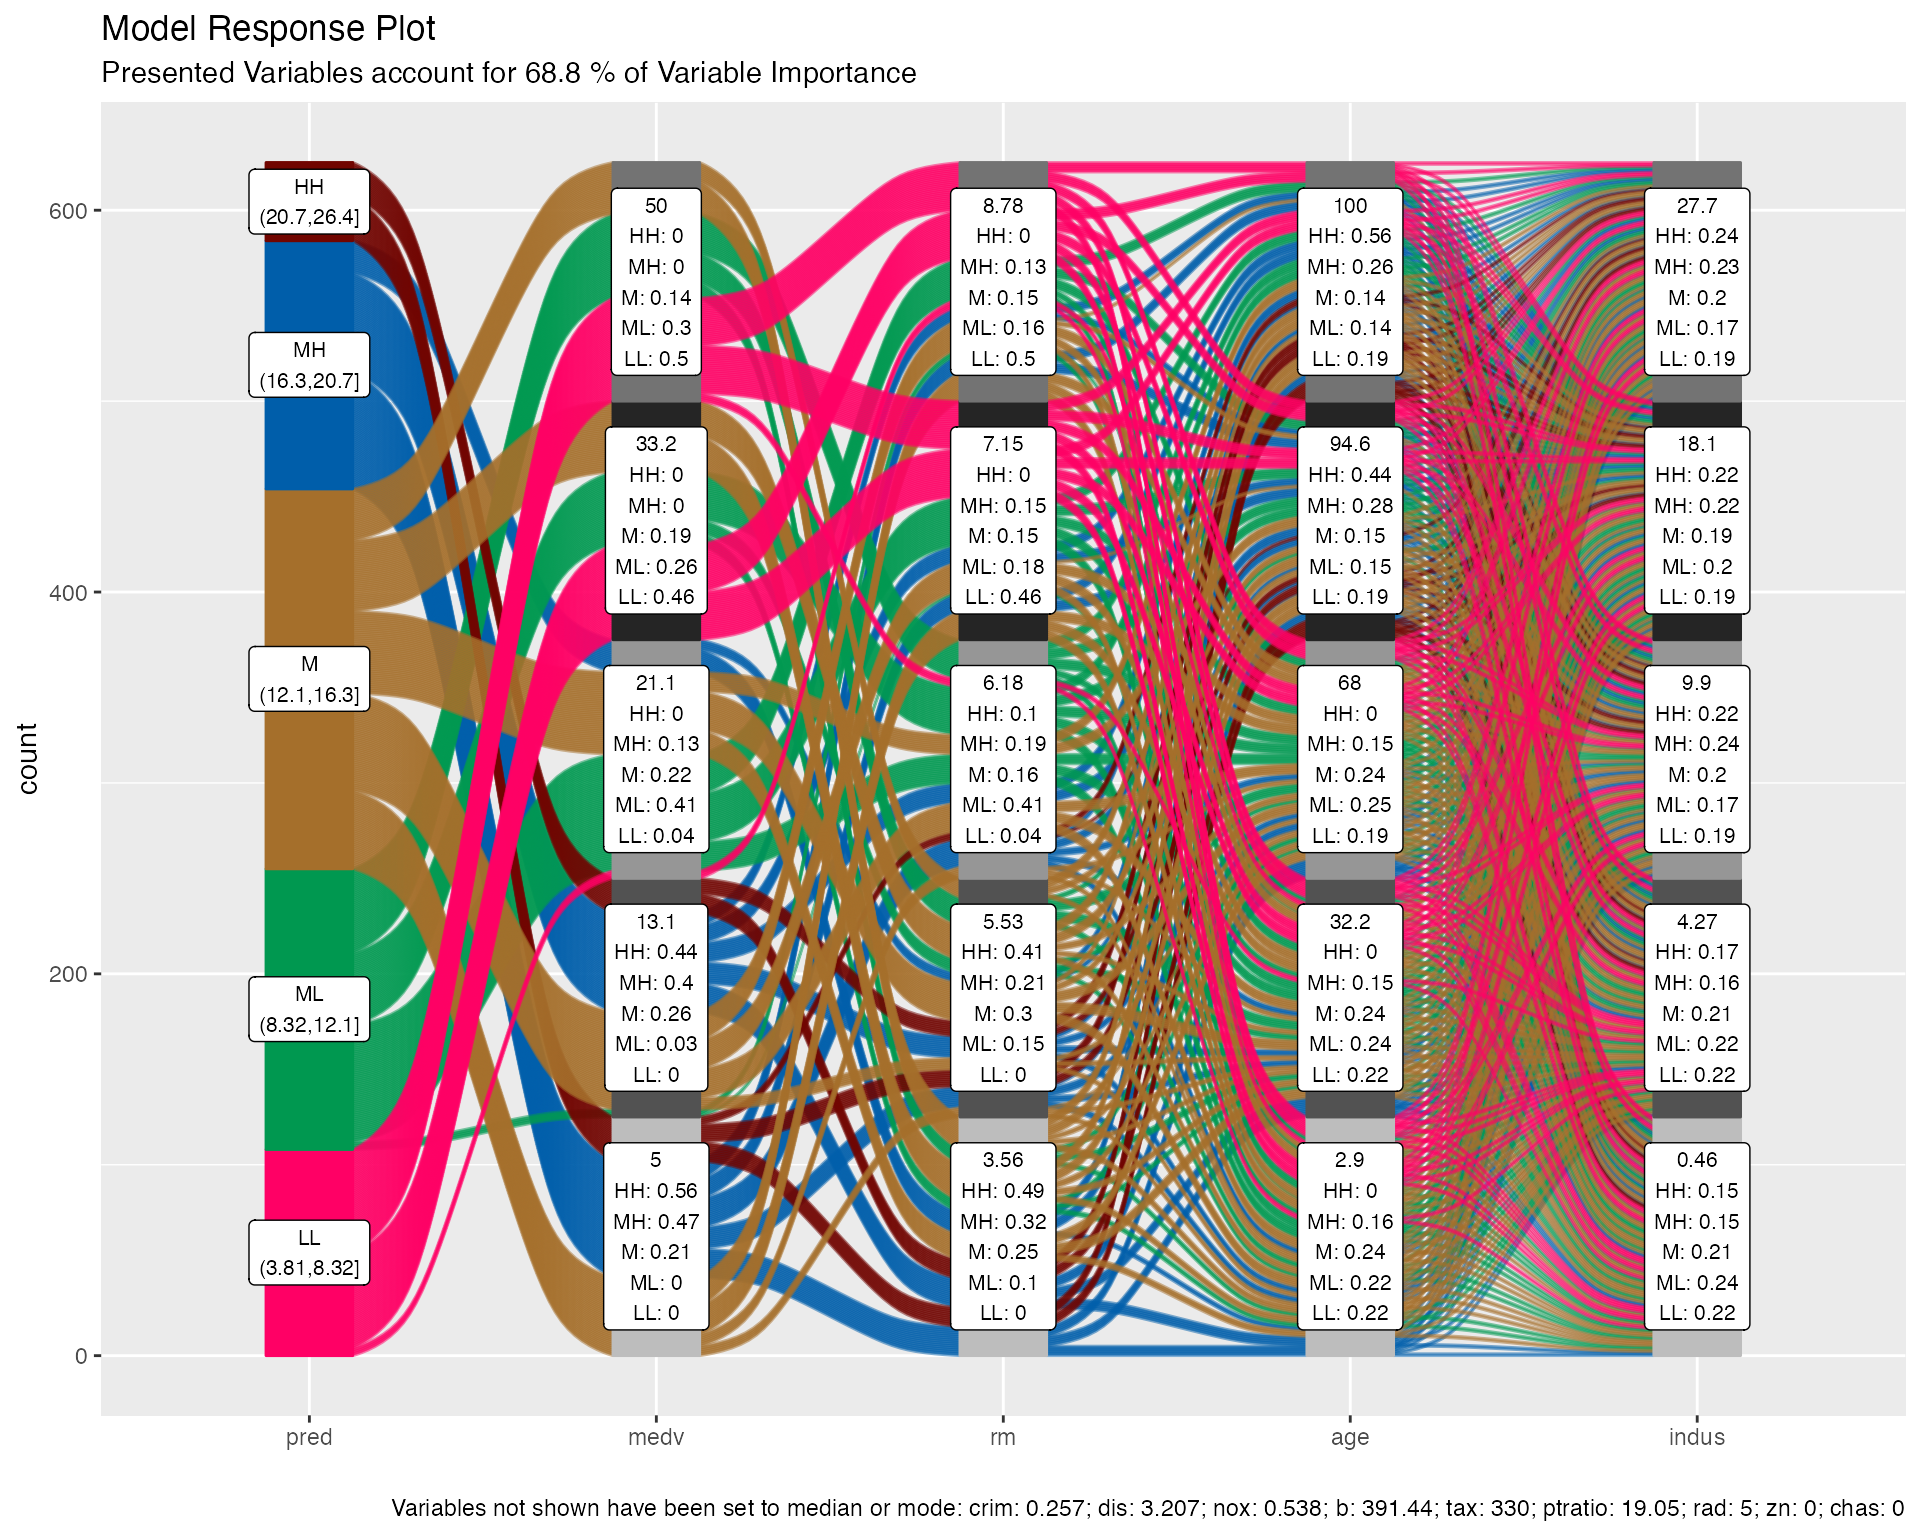 Model Response Plot
Presented Variables account for 68.8 % of Variable Importance
count
600
400
200
0
HH
(20.7,26.4]
MH
(16.3,20.7]
M
(12.1,16.3]
ML
(8.32,12.1]
LL
(3.81,8.32]
50
HH: 0
MH: 0
M: 0.14
ML: 0.3
LL: 0.5
33.2
HH: 0
MH: 0
M: 0.19
ML: 0.26
LL: 0.46
21.1
HH: 0
MH: 0.13
M: 0.22
ML: 0.41
LL: 0.04
13.1
HH: 0.44
MH: 0.4
M: 0.26
ML: 0.03
LL: 0
5
HH: 0.56
MH: 0.47
M: 0.21
ML: 0
LL: 0
8.78
HH: 0
MH: 0.13
M: 0.15
ML: 0.16
LL: 0.5
7.15
HH: 0
MH: 0.15
M: 0.15
ML: 0.18
LL: 0.46
6.18
HH: 0.1
MH: 0.19
M: 0.16
ML: 0.41
LL: 0.04
5.53
HH: 0.41
MH: 0.21
M: 0.3
ML: 0.15
LL: 0
3.56
HH: 0.49
MH: 0.32
M: 0.25
ML: 0.1
LL: 0
100
HH: 0.56
MH: 0.26
M: 0.14
ML: 0.14
LL: 0.19
94.6
HH: 0.44
MH: 0.28
M: 0.15
ML: 0.15
LL: 0.19
68
HH: 0
MH: 0.15
M: 0.24
ML: 0.25
LL: 0.19
32.2
HH: 0
MH: 0.15
M: 0.24
ML: 0.24
LL: 0.22
2.9
HH: 0
MH: 0.16
M: 0.24
ML: 0.22
LL: 0.22
27.7
HH: 0.24
MH: 0.23
M: 0.2
ML: 0.17
LL: 0.19
18.1
HH: 0.22
MH: 0.22
M: 0.19
ML: 0.2
LL: 0.19
9.9
HH: 0.22
MH: 0.24
M: 0.2
ML: 0.17
LL: 0.19
4.27
HH: 0.17
MH: 0.16
M: 0.21
ML: 0.22
LL: 0.22
0.46
HH: 0.15
MH: 0.15
M: 0.21
ML: 0.24
LL: 0.22
pred
medv
rm
age
indus
Variables not shown have been set to median or mode: crim: 0.257; dis: 3.207; nox: 0.538; b: 391.44; tax: 330; ptratio: 19.05; rad: 5; zn: 0; chas: 0